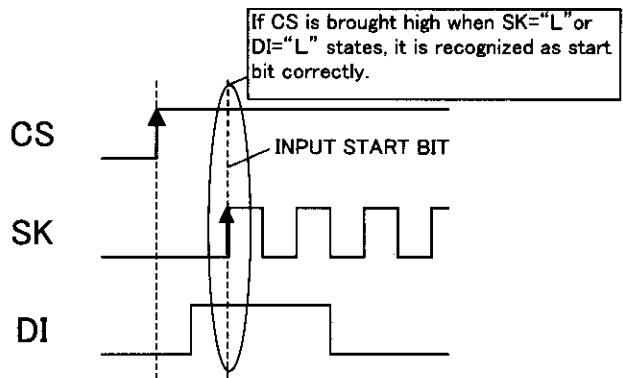 If CS is brought high when SK=“L”or
DI=“L” states, it is recognized as start
bit correctly.
CS
INPUT START BIT
SK
DI